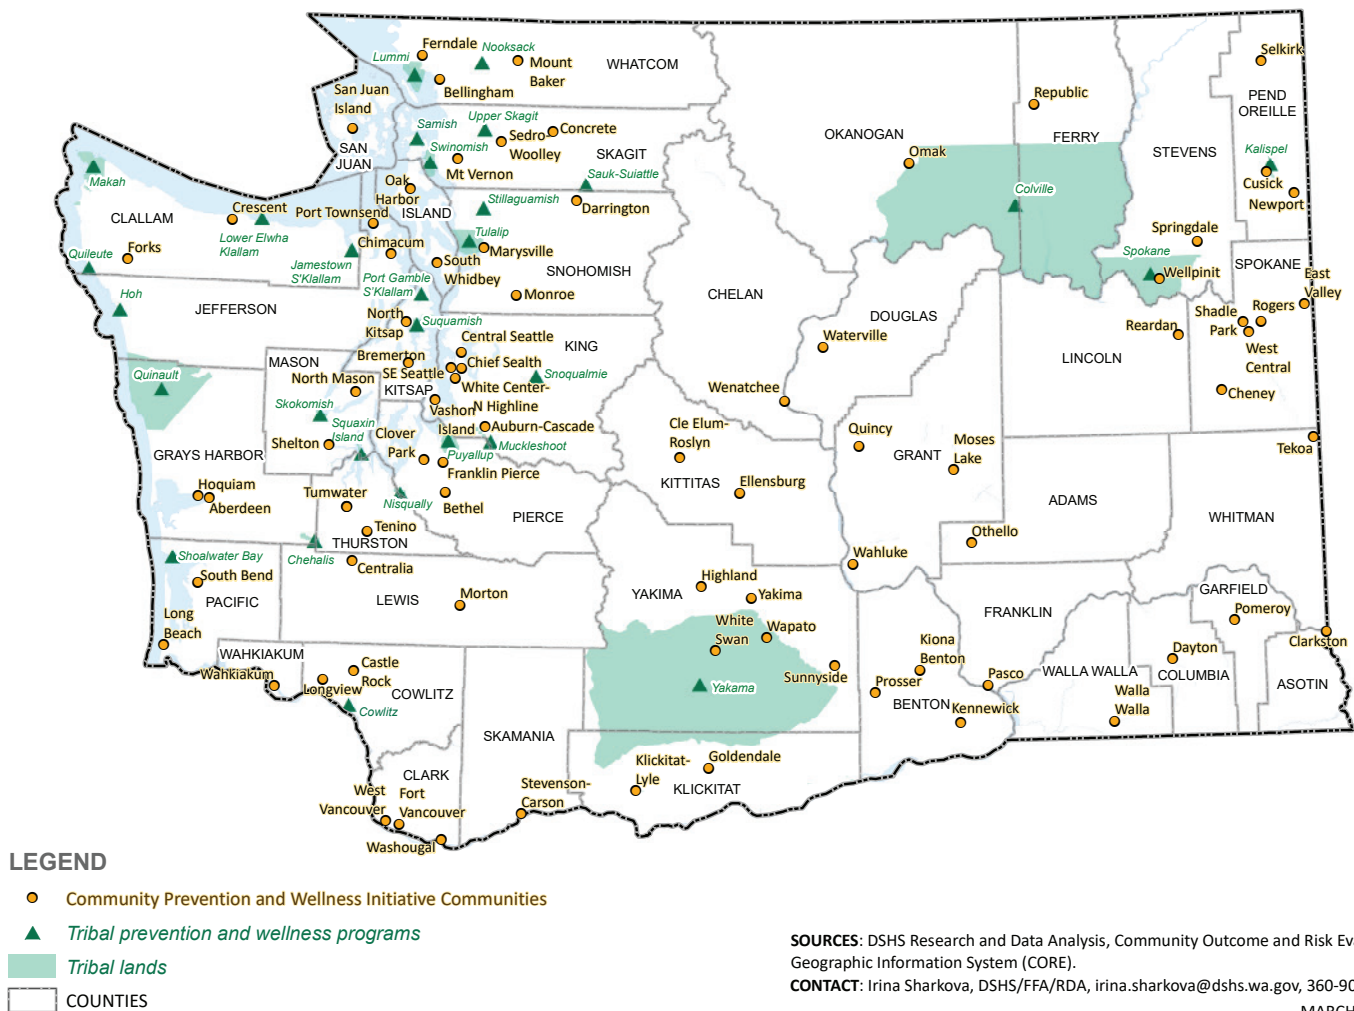 Ferndale
Nooksack
Lummi
Mount
Baker
WHATCOM
Bellingham
San Juan
Island
SAN
JUAN
Samish
Upper Skagit
Sedro-
Woolley
Concrete
SKAGIT
Swinomish
Mt Vernon
Sauk-Suiattle
Oak
Harbor
ISLAND
Stillaguamish
Darrington
Makah
CLALLAM
Crescent
Port Townsend
Lower Elwha
Klallam
Forks
Quileute
Hoh
Jamestown
S'Klallam
Chimacum
Tulalip
Marysville
South
Whidbey
SNOHOMISH
Port Gamble
S'Klallam
Monroe
JEFFERSON
North
Kitsap
Suquamish
Central Seattle
KING
MASON
Bremerton
SE Seattle
Chief Sealth
North Mason
KITSAP
White Center-
N Highline
Snoqualmie
Quinault
Skokomish
Squaxin
Island
Vashon
Island
Auburn-Cascade
Muckleshoot
Shelton
Clover
Park
Puyallup
Franklin Pierce
GRAYS HARBOR
Hoquiam
Aberdeen
Tumwater
Nisqually
Bethel
PIERCE
Tenino
THURSTON
Chehalis
Centralia
Shoalwater Bay
South Bend
PACIFIC
LEWIS
Morton
Long
Beach
WAHKIAKUM
Wahkiakum
Castle
Rock
Longview
COWLITZ
Cowlitz
SKAMANIA
CLARK
West
Vancouver
Fort
Vancouver
Washougal
Stevenson-
Carson
Klickitat-
Lyle
Goldendale
KLICKITAT
OKANOGAN
Omak
Republic
FERRY
Colville
STEVENS
Selkirk
PEND
OREILLE
Kalispel
Cusick
Newport
Springdale
Spokane
Wellpinit
SPOKANE
East
Valley
CHELAN
DOUGLAS
Waterville
Wenatchee
LINCOLN
Reardan
Shadle
Park
Rogers
West
Central
Cheney
Cle Elum-
Roslyn
KITTITAS
Ellensburg
Quincy
GRANT
Moses
Lake
Tekoa
ADAMS
WHITMAN
Othello
Wahluke
YAKIMA
Highland
Yakima
White
Swan
Wapato
Sunnyside
Yakama
FRANKLIN
GARFIELD
Pomeroy
Clarkston
Kiona
Benton
Prosser
Pasco
BENTON
Kennewick
WALLA WALLA
Walla
Walla
Dayton
COLUMBIA
ASOTIN
LEGEND
Community Prevention and Wellness Initiative Communities
Tribal prevention and wellness programs
Tribal lands
COUNTIES
SOURCES: DSHS Research and Data Analysis, Community Outcome and Risk Ev
Geographic Information System (CORE).
CONTACT: Irina Sharkova, DSHS/FFA/RDA, irina.sharkova@dshs.wa.gov, 360-90
MARCH